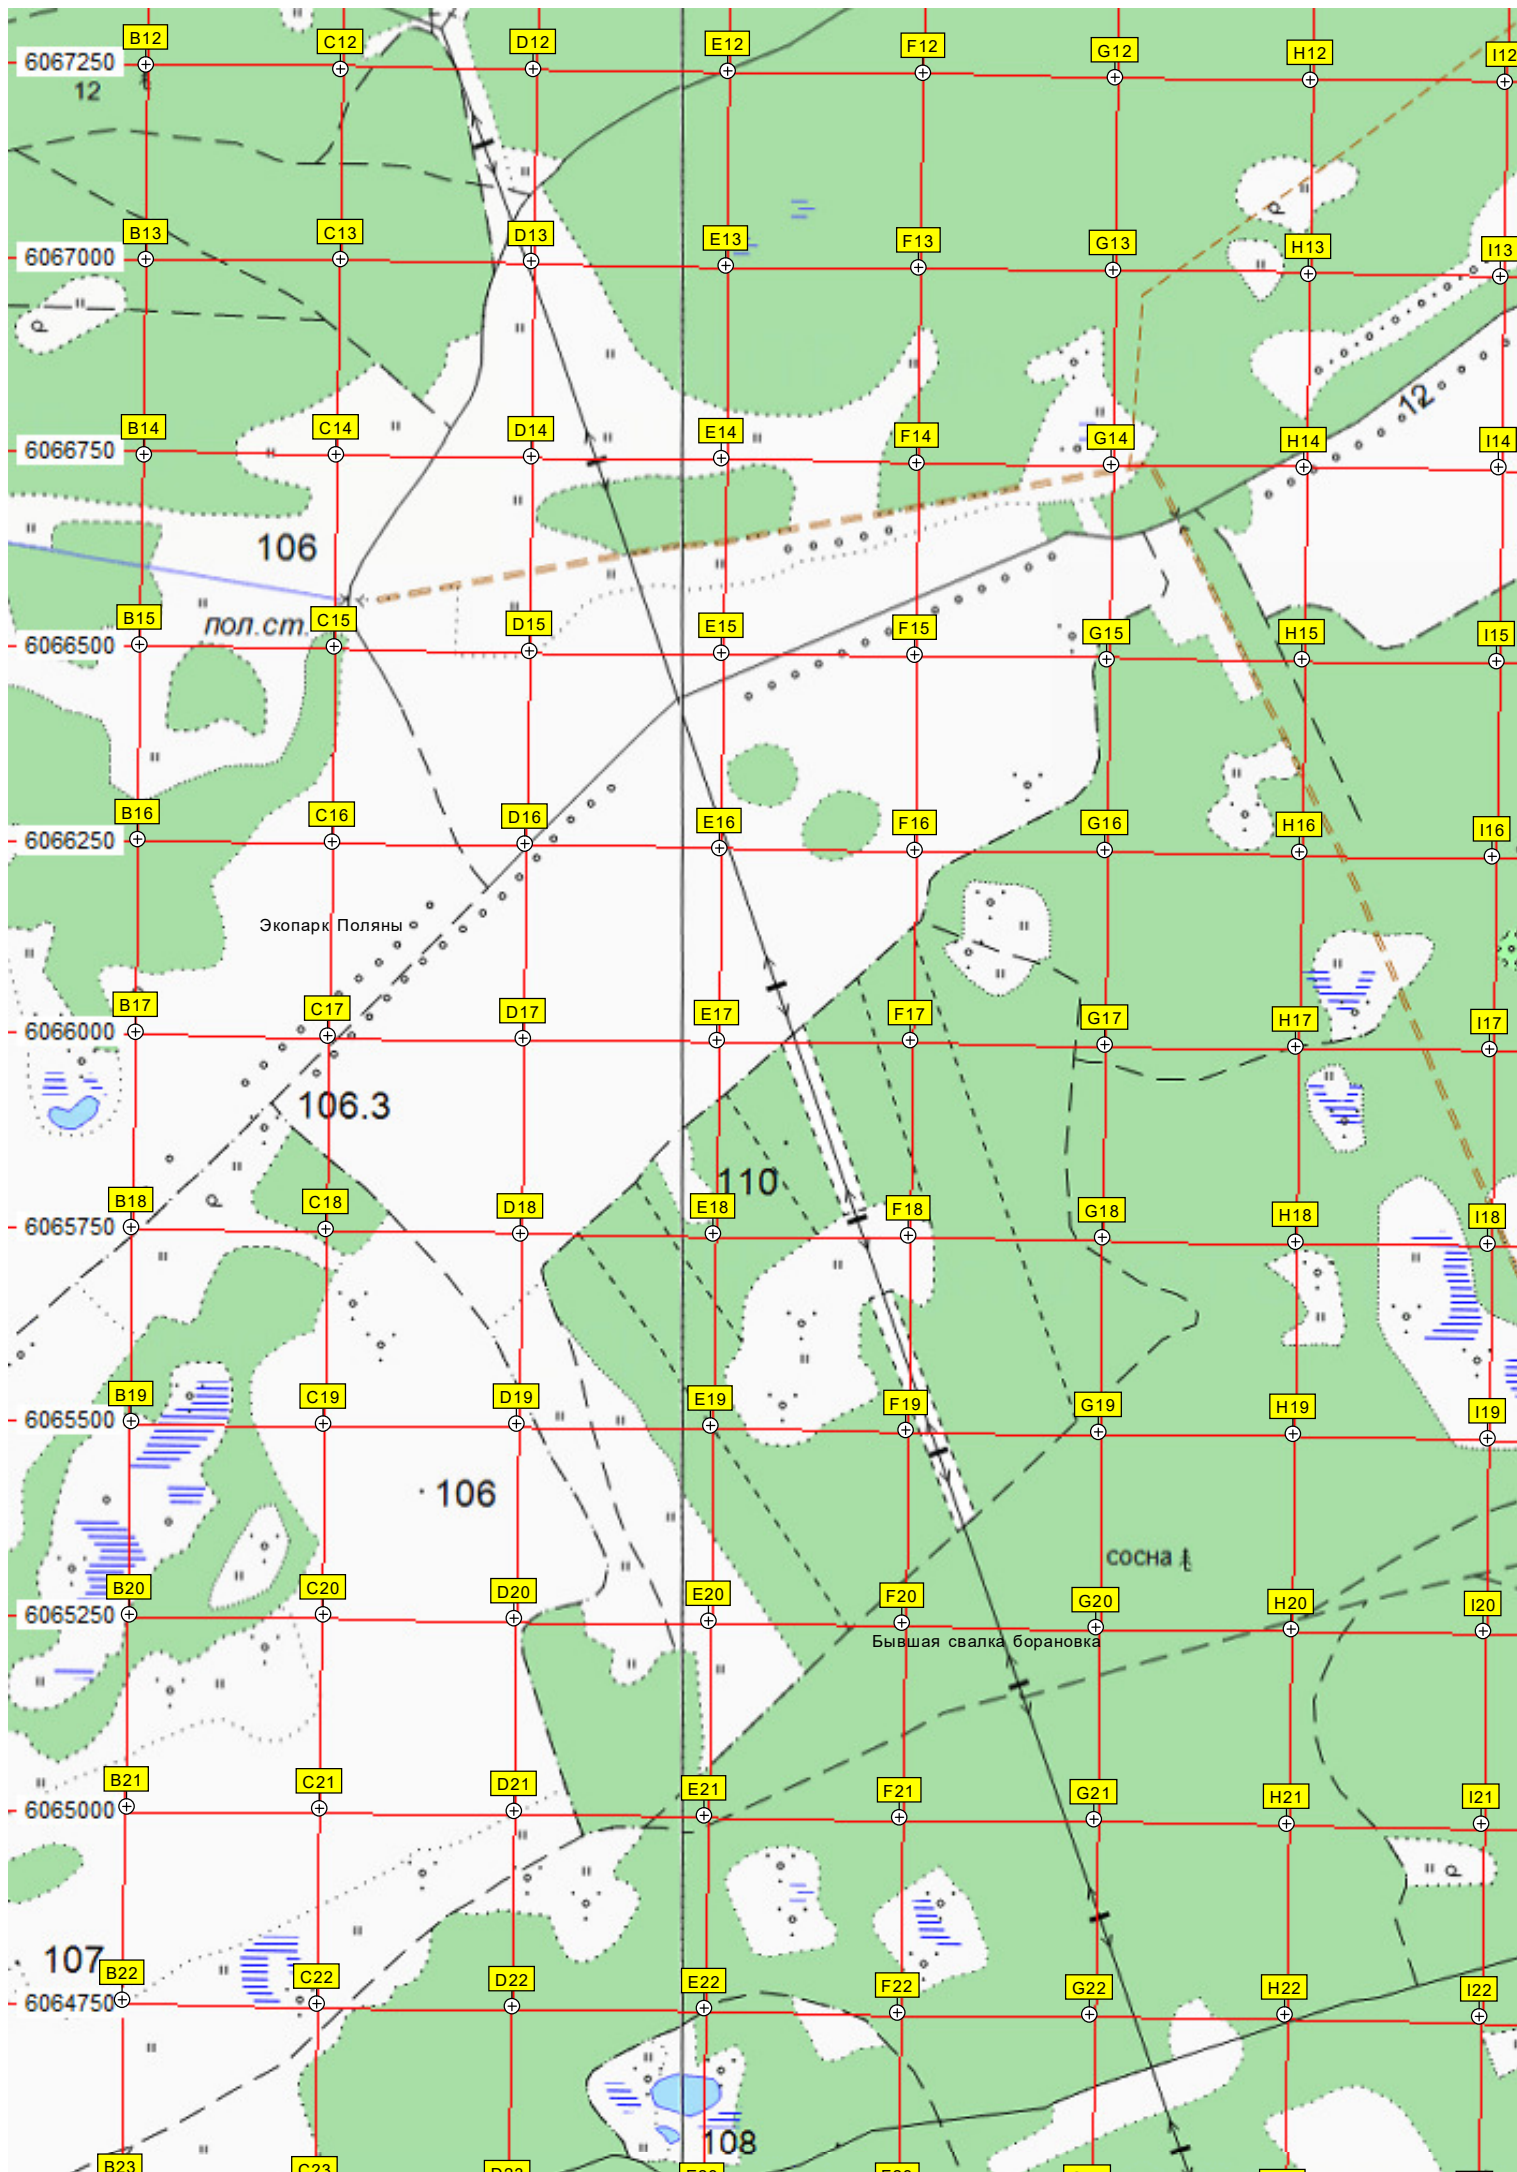 B12 C12 D12 E12 F12 G12 H12 I12
6067250
12
B13 C13 D13 E13 F13 G13 H13 I13
6067000
12
B14 C14 D14 E14 F14 G14 H14 I14
6066750
106
пол.ст.
B15 C15 D15 E15 F15 G15 H15 I15
6066500
B16 C16 D16 E16 F16 G16 H16 I16
6066250
Экопарк Поляны
B17 C17 D17 E17 F17 G17 H17 I17
6066000
106.3
110
B18 C18 D18 E18 F18 G18 H18 I18
6065750
B19 C19 D19 E19 F19 G19 H19 I19
6065500
106
сосна
B20 C20 D20 E20 F20 G20 H20 I20
6065250
Бывшая свалка борановка
B21 C21 D21 E21 F21 G21 H21 I21
6065000
107
B22 C22 D22 E22 F22 G22 H22 I22
6064750
108
B23 C23